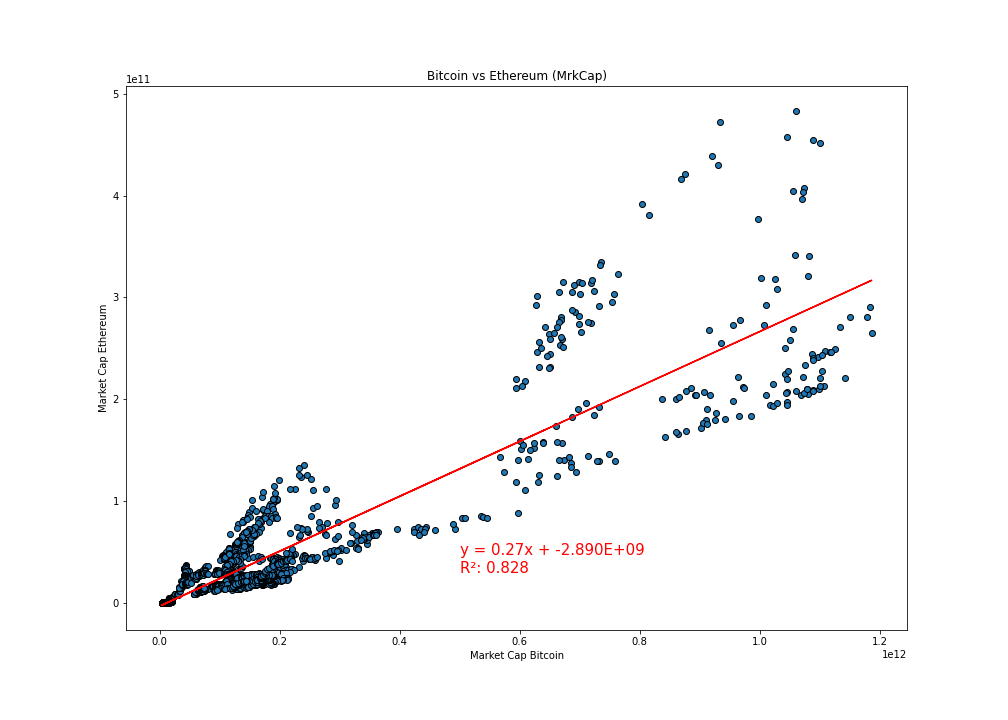 Bitcoin vs Ethereum (MrkCap)
1e11
5
4
3
2
1
0
Market Cap Ethereum
y = 0.27x + -2.890E+09
R²: 0.828
0.0 0.2 0.4 0.6 0.8 1.0 1.2
Market Cap Bitcoin
1e12